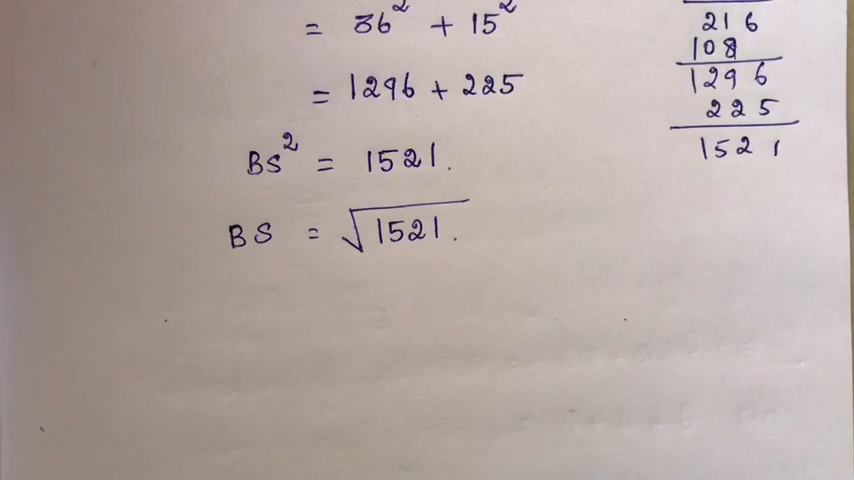 = 36² + 15²
= 1296 + 225
BS² = 1521.
BS = √1521.
216
108
1296
225
1521